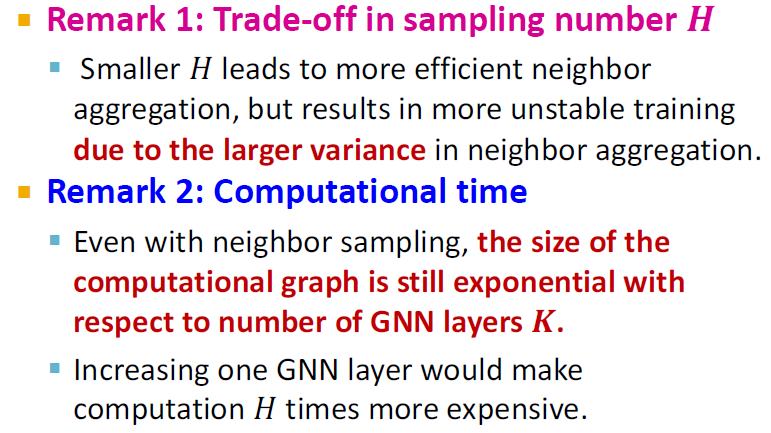 Remark 1: Trade-off in sampling number H
Smaller H leads to more efficient neighbor
aggregation, but results in more unstable training
due to the larger variance in neighbor aggregation.
Remark 2: Computational time
Even with neighbor sampling, the size of the
computational graph is still exponential with
respect to number of GNN layers K.
Increasing one GNN layer would make
computation H times more expensive.